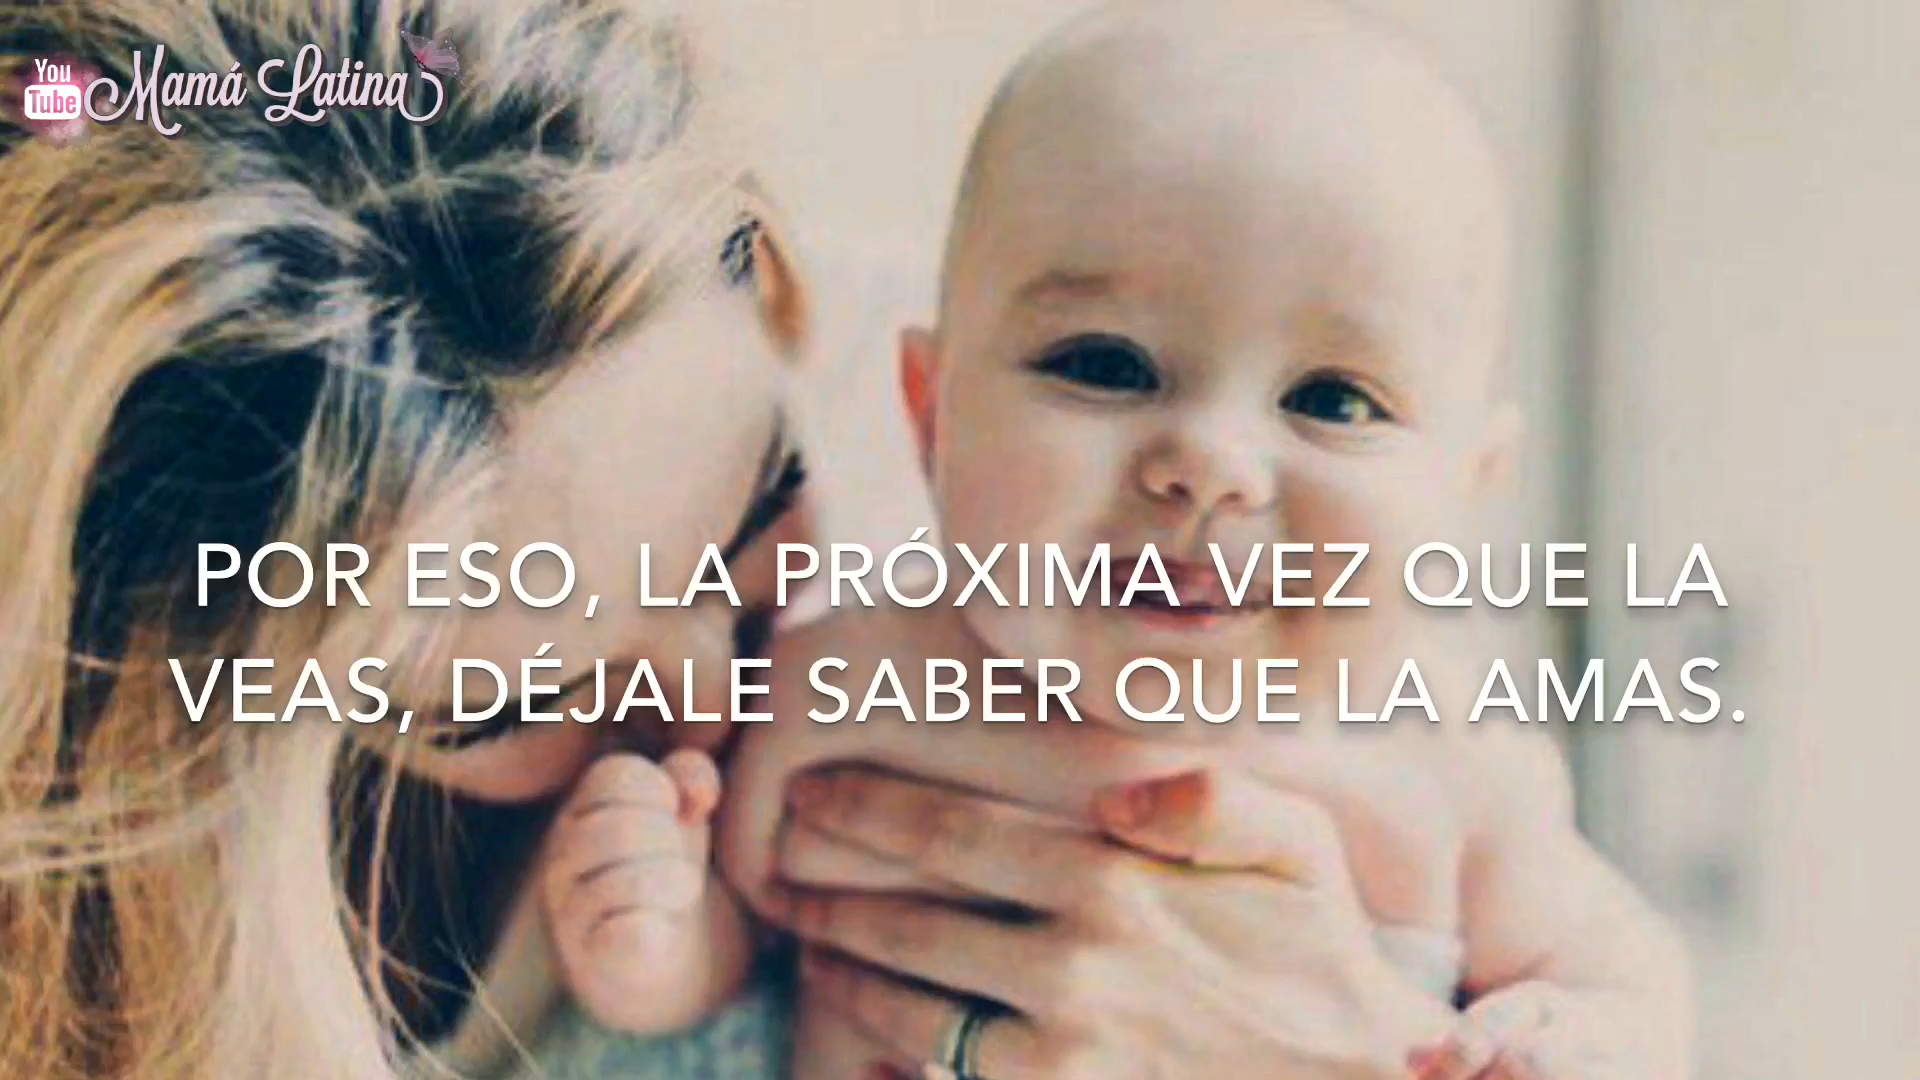 You
Tube
Mamá Latina
POR ESO, LA PRÓXIMA VEZ QUE LA
VEAS, DÉJALE SABER QUE LA AMAS.